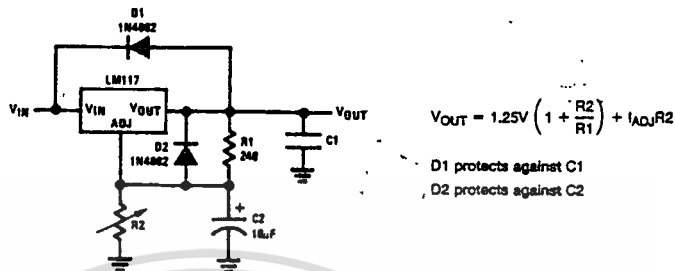 D1
1N4002
LM117
VIN
VIN
VOUT
VOUT
ADJ
D2
1N4002
R1
240
C1
R2
+
C2
10μF
VOUT = 1.25V (1 + R2/R1) + IADJR2
D1 protects against C1
D2 protects against C2